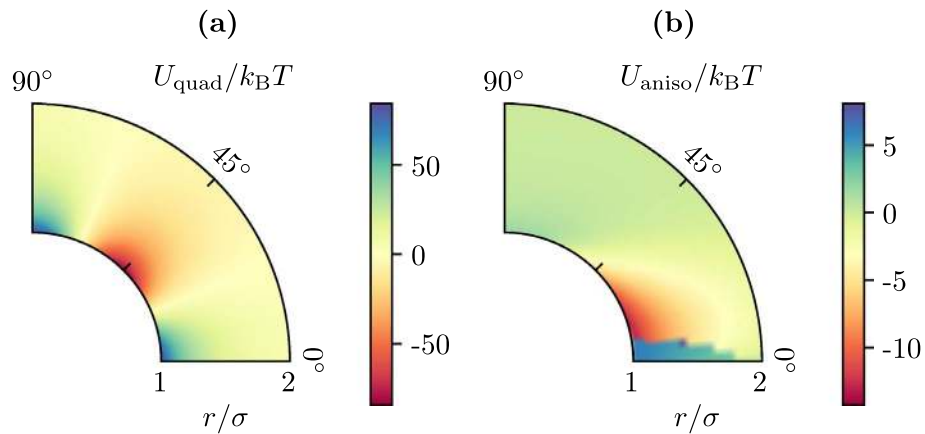 (a)
90° U_quad/k_BT
45°
50
0
-50
0°
1 2
r/σ
(b)
90° U_aniso/k_BT
45°
5
0
-5
-10
0°
1 2
r/σ